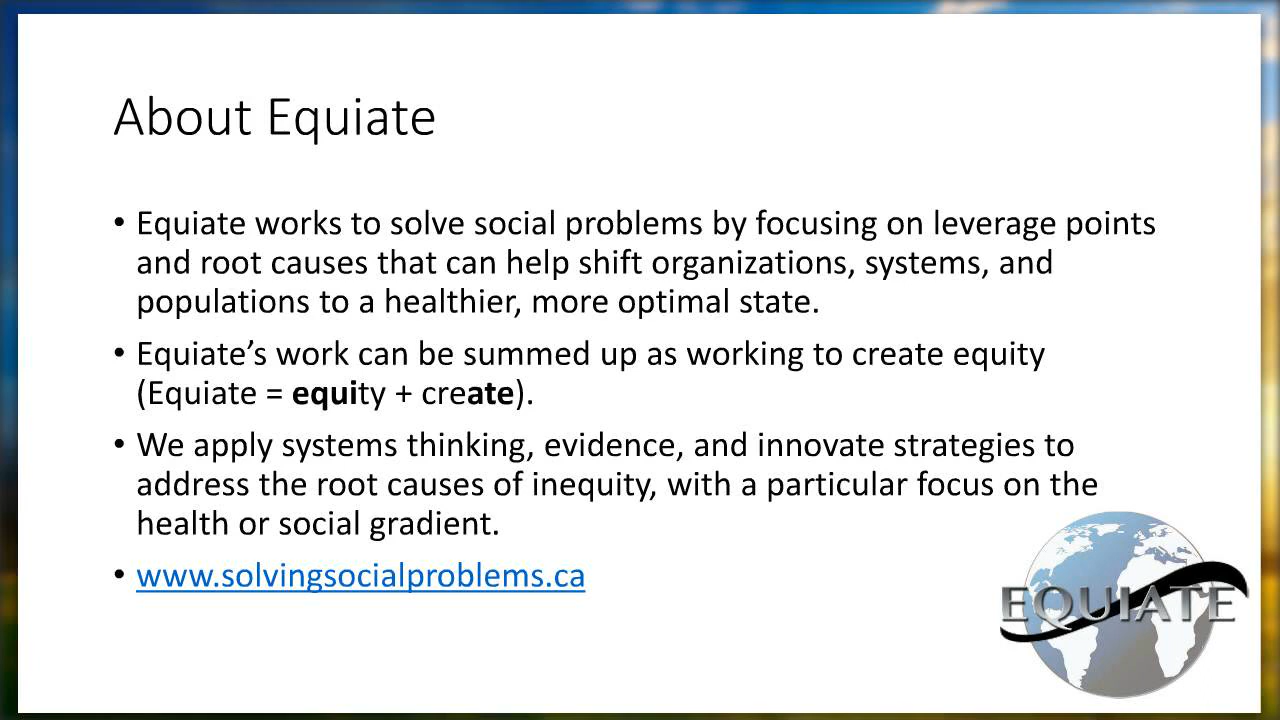 About Equiate
• Equiate works to solve social problems by focusing on leverage points
and root causes that can help shift organizations, systems, and
populations to a healthier, more optimal state.
• Equiate’s work can be summed up as working to create equity
(Equiate = equity + create).
• We apply systems thinking, evidence, and innovate strategies to
address the root causes of inequity, with a particular focus on the
health or social gradient.
• www.solvingsocialproblems.ca
EQUIATE